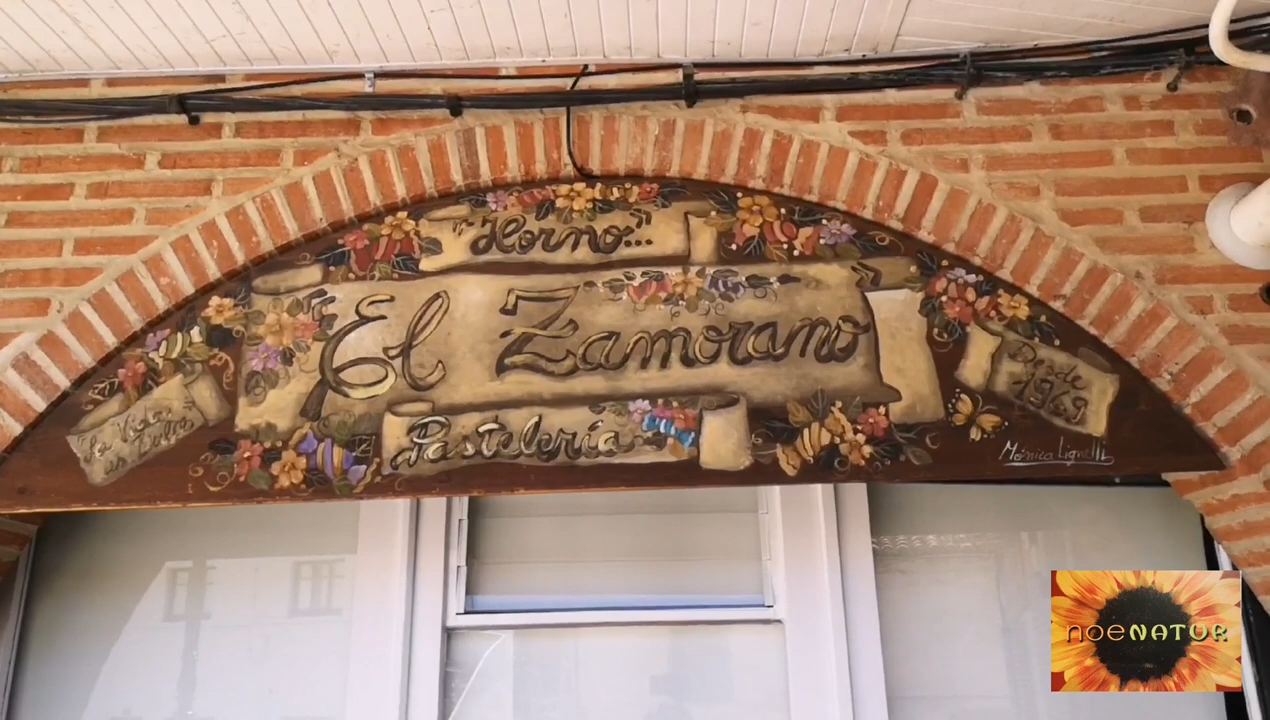 "Horno...
El Zamorano
Pastelería
"La Vida es Dulce"
Desde
1969
Mónica Lignelli
noeNATUR